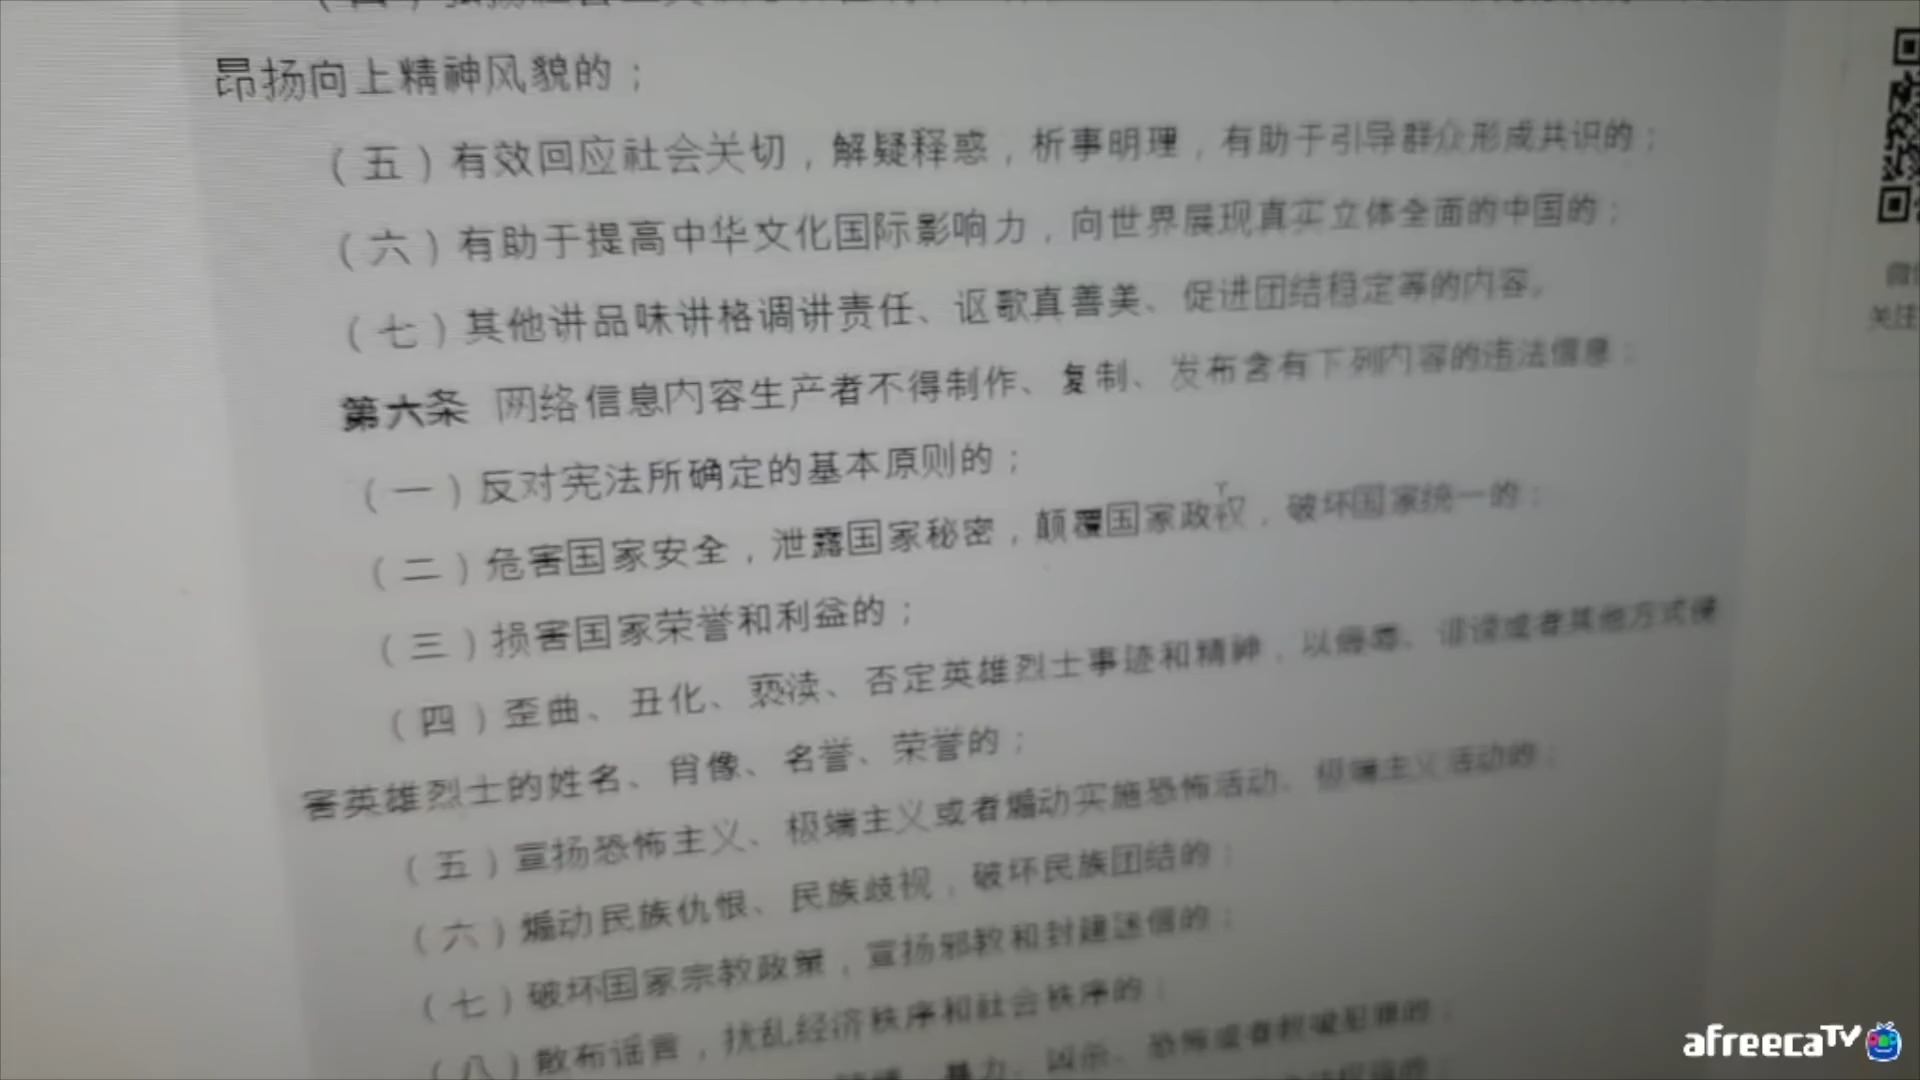 昂扬向上精神风貌的；
（五）有效回应社会关切，解疑释惑，析事明理，有助于引导群众形成共识的；
（六）有助于提高中华文化国际影响力，向世界展现真实立体全面的中国的；
（七）其他讲品味讲格调讲责任、讴歌真善美、促进团结稳定等的内容。
第六条 网络信息内容生产者不得制作、复制、发布含有下列内容的违法信息：
（一）反对宪法所确定的基本原则的；
（二）危害国家安全，泄露国家秘密，颠覆国家政权，破坏国家统一的；
（三）损害国家荣誉和利益的；
（四）歪曲、丑化、亵渎、否定英雄烈士事迹和精神，以侮辱、诽谤或者其他方式侵
害英雄烈士的姓名、肖像、名誉、荣誉的；
（五）宣扬恐怖主义、极端主义或者煽动实施恐怖活动、极端主义活动的；
（六）煽动民族仇恨、民族歧视，破坏民族团结的；
（七）破坏国家宗教政策，宣扬邪教和封建迷信的；
（八）散布谣言，扰乱经济秩序和社会秩序的；
暴力、凶杀、恐怖或者教唆犯罪的；
关注
afreecaTV